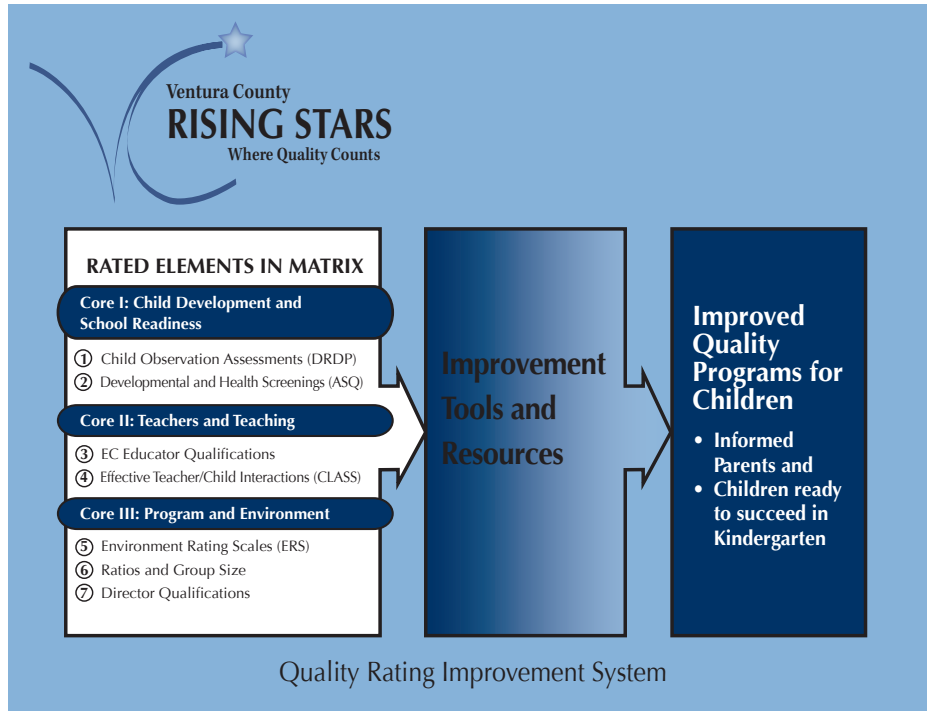 Ventura County
RISING STARS
Where Quality Counts
RATED ELEMENTS IN MATRIX
Core I: Child Development and
School Readiness
1 Child Observation Assessments (DRDP)
2 Developmental and Health Screenings (ASQ)
Core II: Teachers and Teaching
3 EC Educator Qualifications
4 Effective Teacher/Child Interactions (CLASS)
Core III: Program and Environment
5 Environment Rating Scales (ERS)
6 Ratios and Group Size
7 Director Qualifications
Improvement
Tools and
Resources
Improved
Quality
Programs for
Children
• Informed
Parents and
• Children ready
to succeed in
Kindergarten
Quality Rating Improvement System